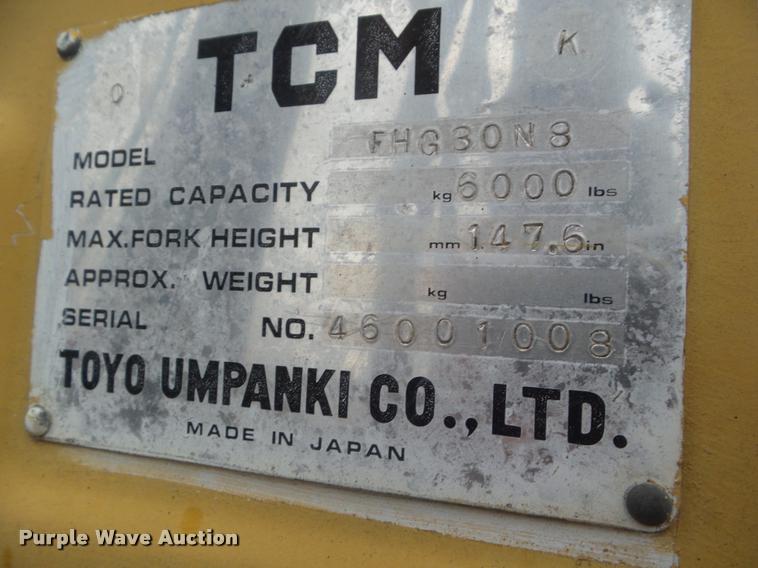 TCM
O K
MODEL FHG30N8
RATED CAPACITY kg 6000 lbs
MAX.FORK HEIGHT mm 147.6 in
APPROX. WEIGHT kg lbs
SERIAL NO. 46001008
TOYO UMPANKI CO., LTD.
MADE IN JAPAN
Purple Wave Auction